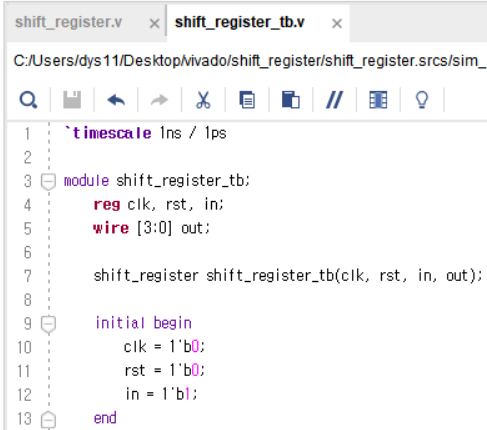 shift_register.v × shift_register_tb.v ×
C:/Users/dys11/Desktop/vivado/shift_register/shift_register.srcs/sim_
1 `timescale 1ns / 1ps
2
3 module shift_register_tb;
4 reg clk, rst, in;
5 wire [3:0] out;
6
7 shift_register shift_register_tb(clk, rst, in, out);
8
9 initial begin
10 clk = 1'b0;
11 rst = 1'b0;
12 in = 1'b1;
13 end